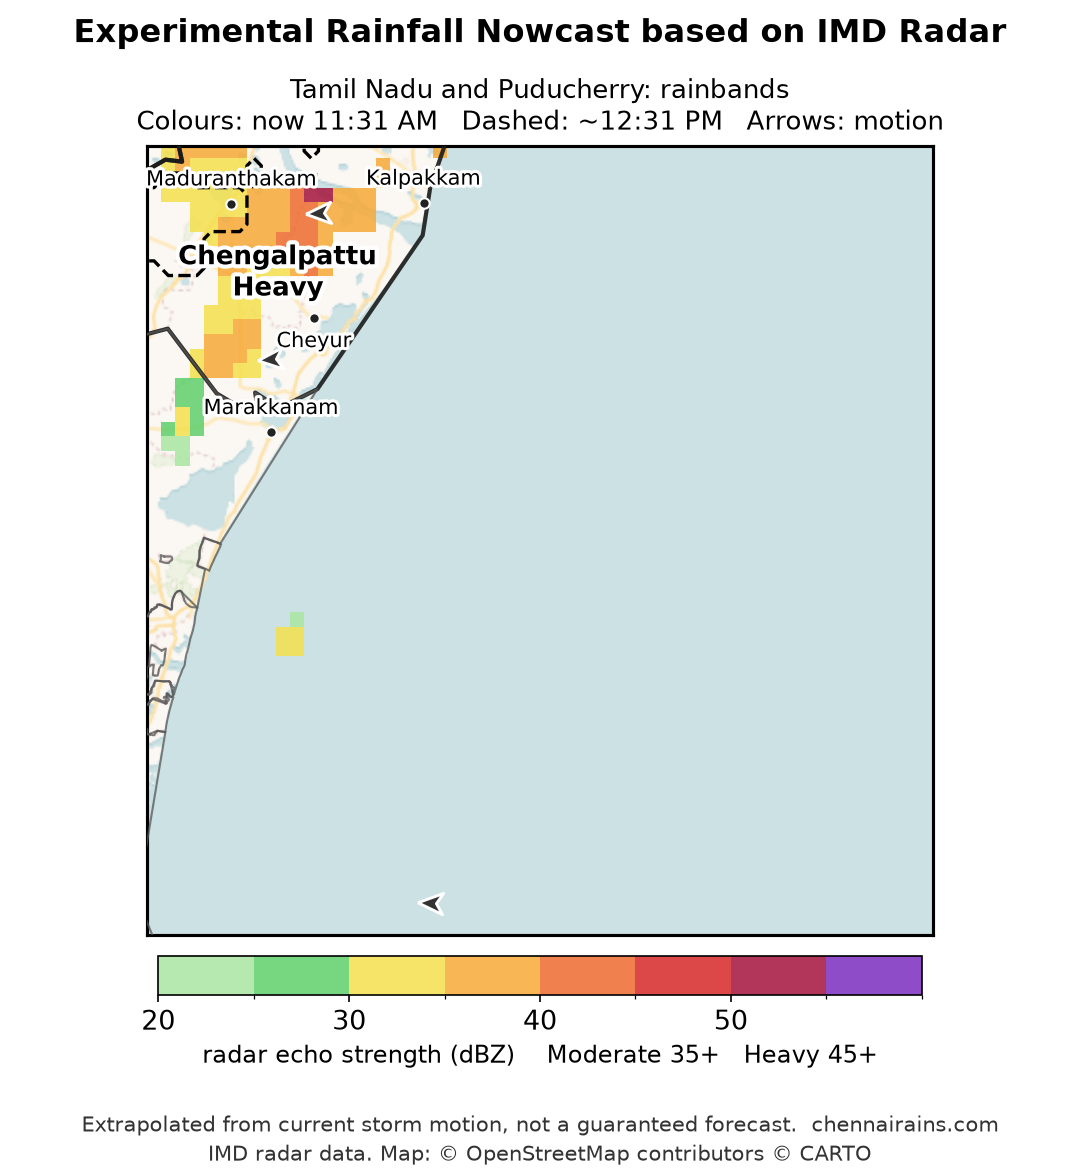 Experimental Rainfall Nowcast based on IMD Radar
Tamil Nadu and Puducherry: rainbands
Colours: now 11:31 AM   Dashed: ~12:31 PM   Arrows: motion
Maduranthakam
Kalpakkam
Chengalpattu
Heavy
Cheyur
Marakkanam
20 30 40 50
radar echo strength (dBZ)    Moderate 35+   Heavy 45+
Extrapolated from current storm motion, not a guaranteed forecast.  chennairains.com
IMD radar data. Map: © OpenStreetMap contributors © CARTO